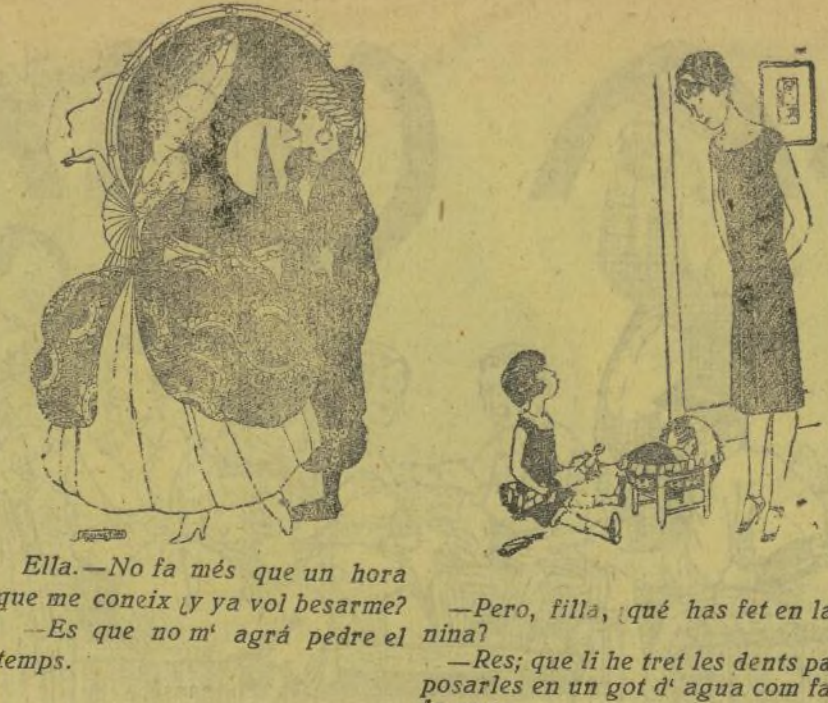 Ella.—No fa més que un hora
que me coneix ¿y ya vol besarme?
—Es que no m‘ agrá pedre el
temps.
—Pero, filla, ¿qué has fet en la
nina?
—Res; que li he tret les dents pa
posarles en un got d‘ agua com fa